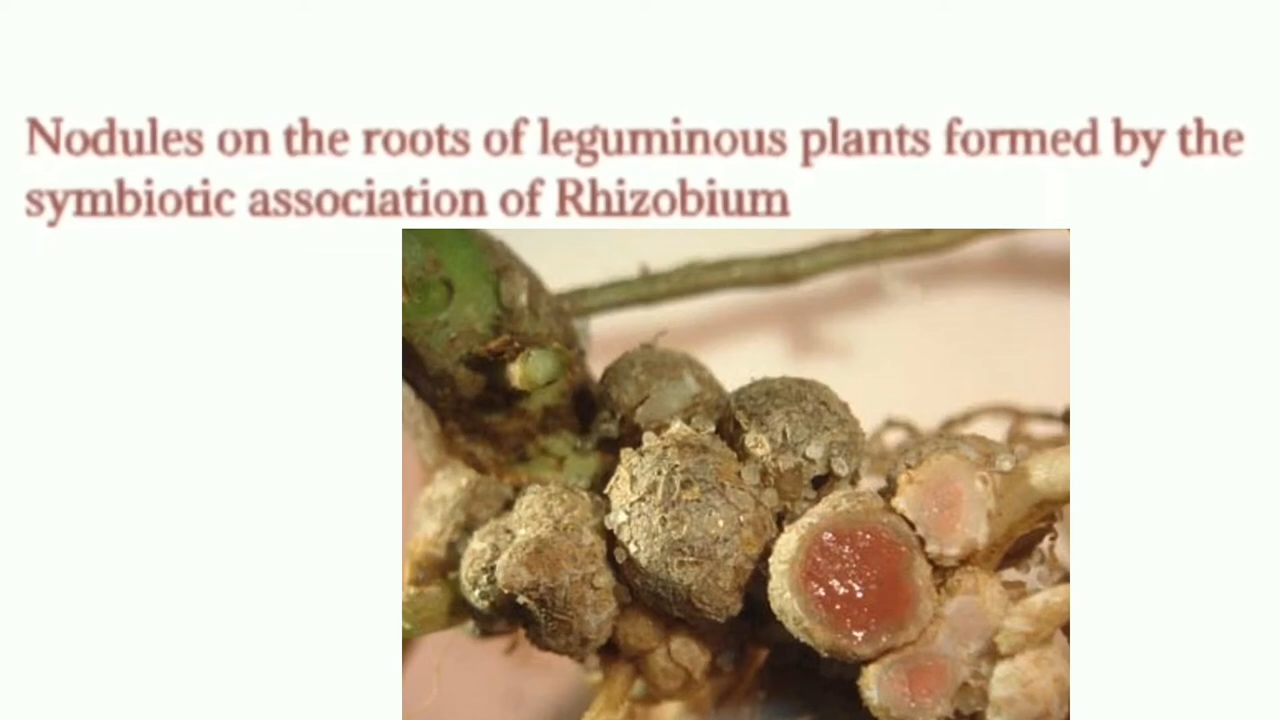 Nodules on the roots of leguminous plants formed by the
symbiotic association of Rhizobium